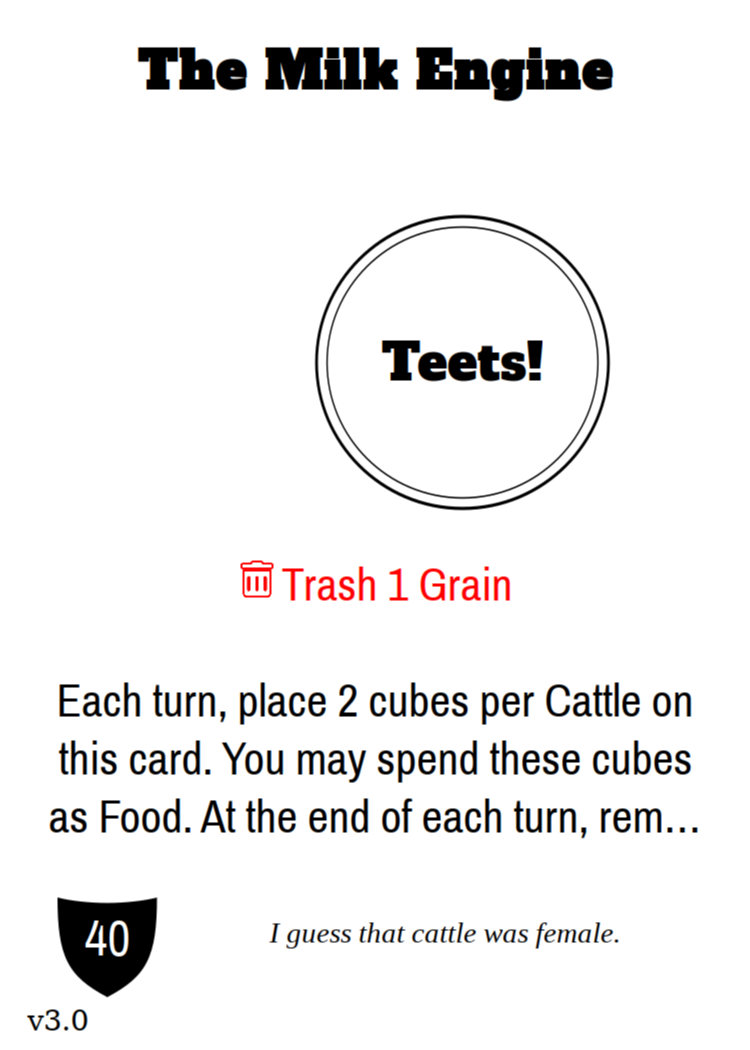 The Milk Engine
Teets!
Trash 1 Grain
Each turn, place 2 cubes per Cattle on
this card. You may spend these cubes
as Food. At the end of each turn, rem…
40
I guess that cattle was female.
v3.0